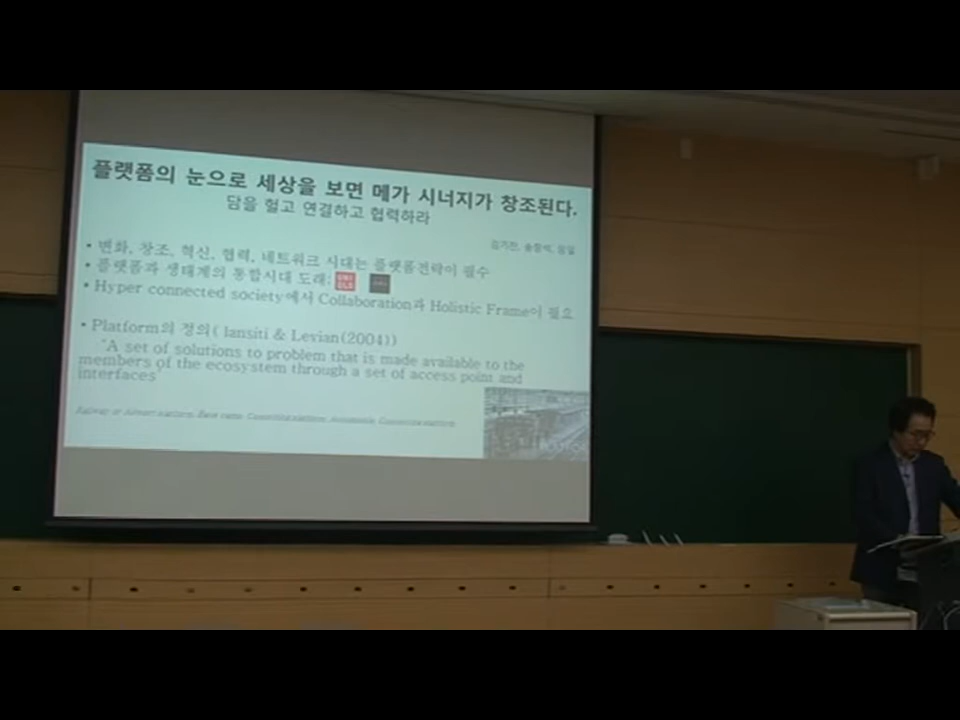 플랫폼의 눈으로 세상을 보면 메가 시너지가 창조된다.
담을 헐고 연결하고 협력하라
• 변화, 창조, 혁신, 협력, 네트워크 시대는 플랫폼전략이 필수
• 플랫폼과 생태계의 통합시대 도래:
• Hyper connected society에서 Collaboration과 Holistic Frame이 필요
• Platform의 정의( Iansiti & Levian(2004))
"A set of solutions to problem that is made available to the
members of the ecosystem through a set of access point and
interfaces"